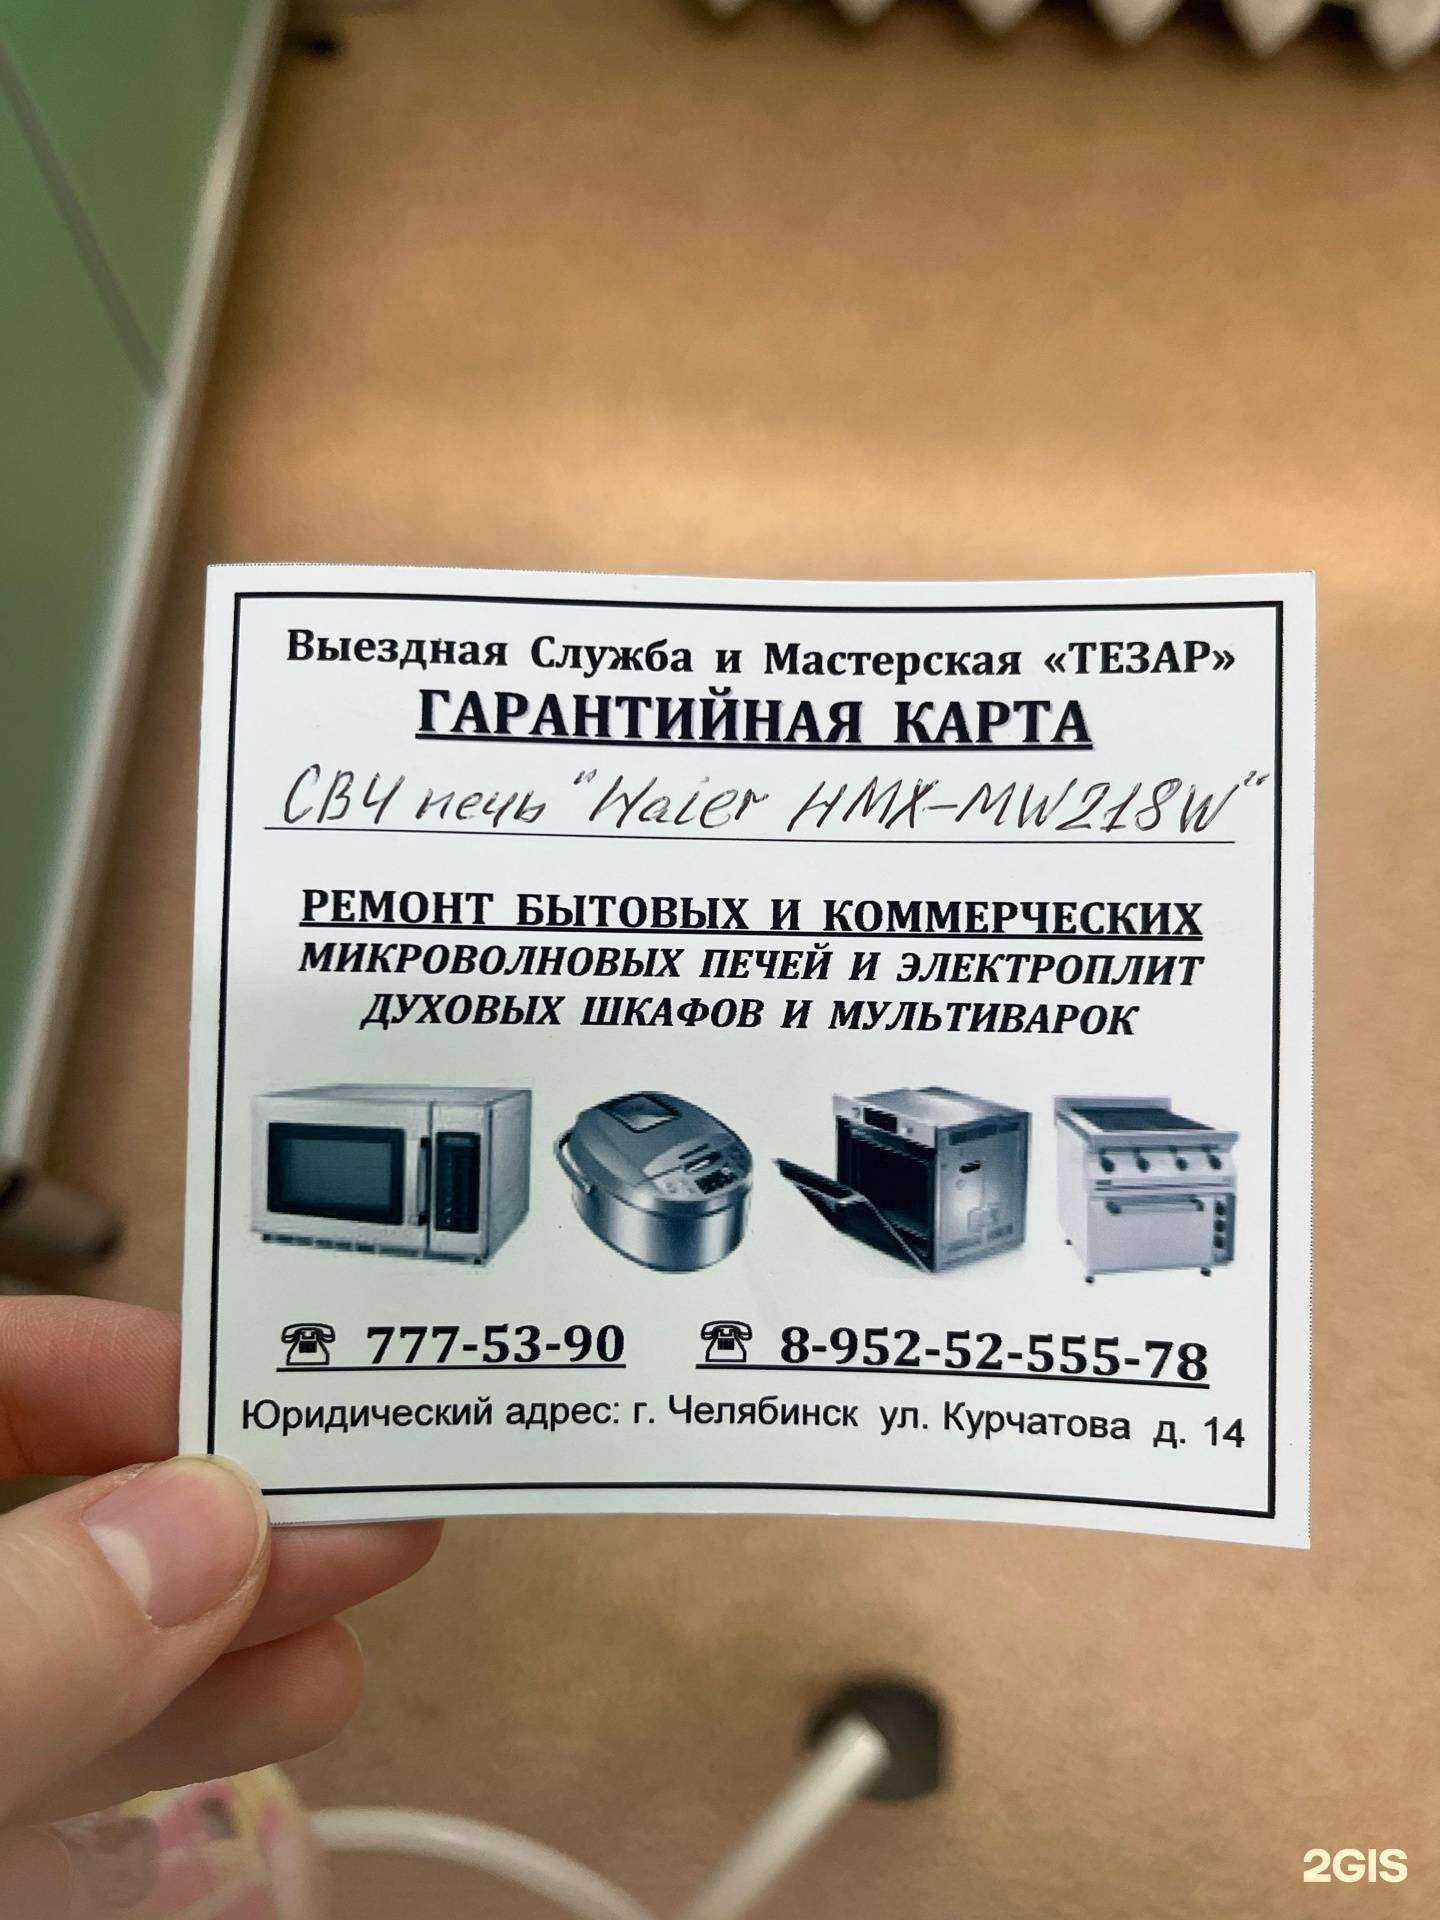 Выездная Служба и Мастерская «ТЕЗАР»
ГАРАНТИЙНАЯ КАРТА
СВЧ печь "Haier HMX-MW218W"
РЕМОНТ БЫТОВЫХ И КОММЕРЧЕСКИХ
МИКРОВОЛНОВЫХ ПЕЧЕЙ И ЭЛЕКТРОПЛИТ
ДУХОВЫХ ШКАФОВ И МУЛЬТИВАРОК
☎ 777-53-90 ☎ 8-952-52-555-78
Юридический адрес: г. Челябинск ул. Курчатова д. 14
2GIS